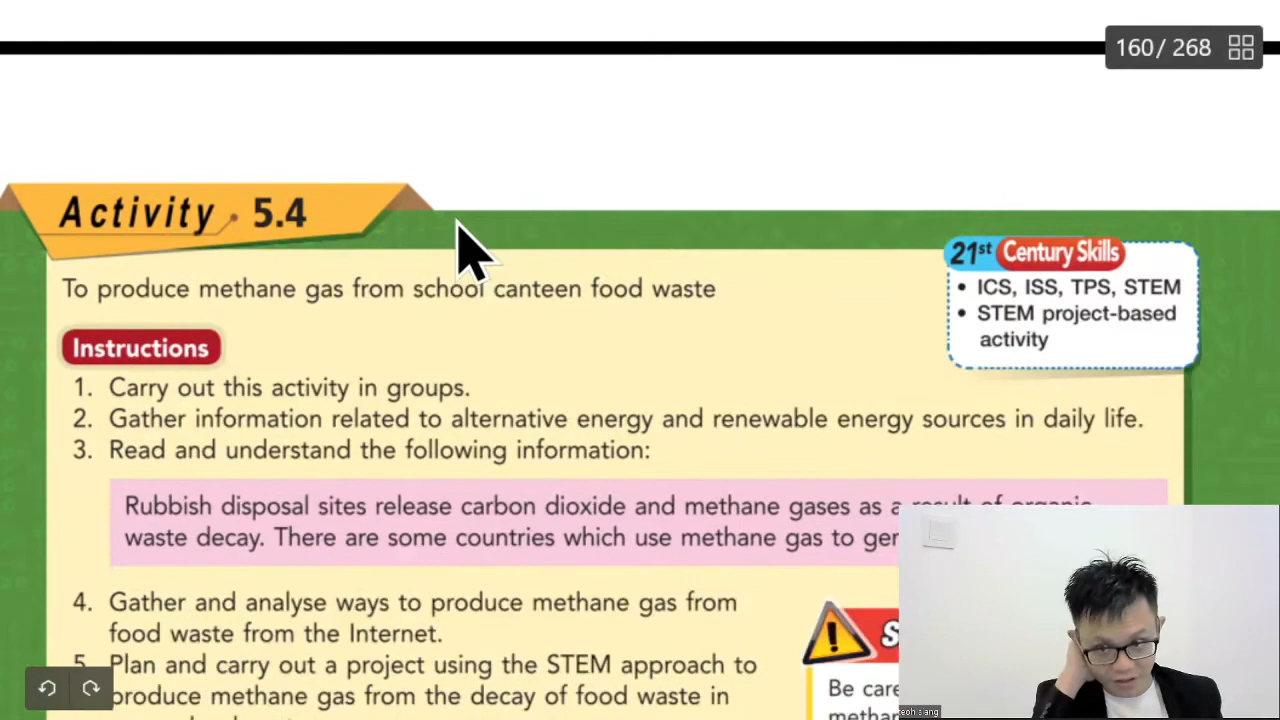 160/ 268
Activity 5.4
21st Century Skills
To produce methane gas from school canteen food waste
• ICS, ISS, TPS, STEM
• STEM project-based
activity
Instructions
1. Carry out this activity in groups.
2. Gather information related to alternative energy and renewable energy sources in daily life.
3. Read and understand the following information:
Rubbish disposal sites release carbon dioxide and methane gases as a result of organic
waste decay. There are some countries which use methane gas to
4. Gather and analyse ways to produce methane gas from
food waste from the Internet.
5. Plan and carry out a project using the STEM approach to
produce methane gas from the decay of food waste in
Be